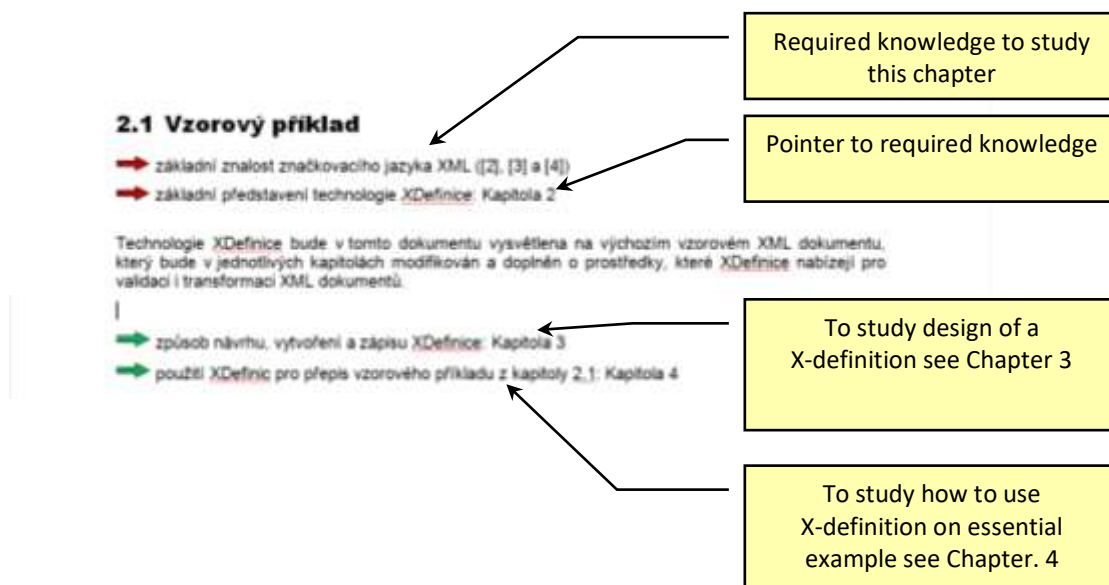 Required knowledge to study
this chapter
2.1 Vzorový příklad
Pointer to required knowledge
základní znalost značkovacího jazyka XML ([2], [3] a [4])
základní představení technologie XDefinice: Kapitola 2
Technologie XDefinice bude v tomto dokumentu vysvětlena na výchozím vzorovém XML dokumentu,
který bude v jednotlivých kapitolách modifikován a doplněn o prostředky, které XDefinice nabízejí pro
validaci i transformaci XML dokumentů.
To study design of a
X-definition see Chapter 3
způsob návrhu, vytvoření a zápisu XDefinice: Kapitola 3
použití XDefinic pro přepis vzorového příkladu z kapitoly 2.1: Kapitola 4
To study how to use
X-definition on essential
example see Chapter. 4